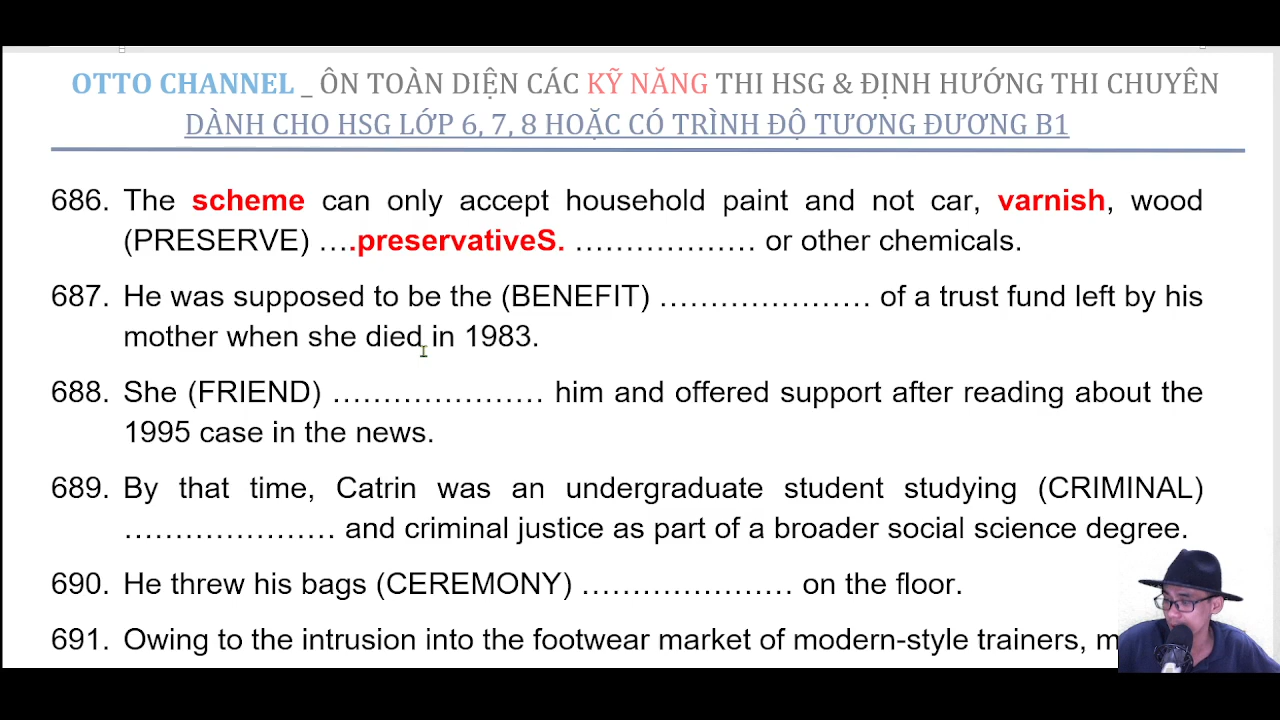 OTTO CHANNEL _ ÔN TOÀN DIỆN CÁC KỸ NĂNG THI HSG & ĐỊNH HƯỚNG THI CHUYÊN
DÀNH CHO HSG LỚP 6, 7, 8 HOẶC CÓ TRÌNH ĐỘ TƯƠNG ĐƯƠNG B1
686. The scheme can only accept household paint and not car, varnish, wood
(PRESERVE) ….preservativeS. ……………… or other chemicals.
687. He was supposed to be the (BENEFIT) ………………… of a trust fund left by his
mother when she died in 1983.
688. She (FRIEND) ………………… him and offered support after reading about the
1995 case in the news.
689. By that time, Catrin was an undergraduate student studying (CRIMINAL)
………………… and criminal justice as part of a broader social science degree.
690. He threw his bags (CEREMONY) ………………… on the floor.
691. Owing to the intrusion into the footwear market of modern-style trainers,